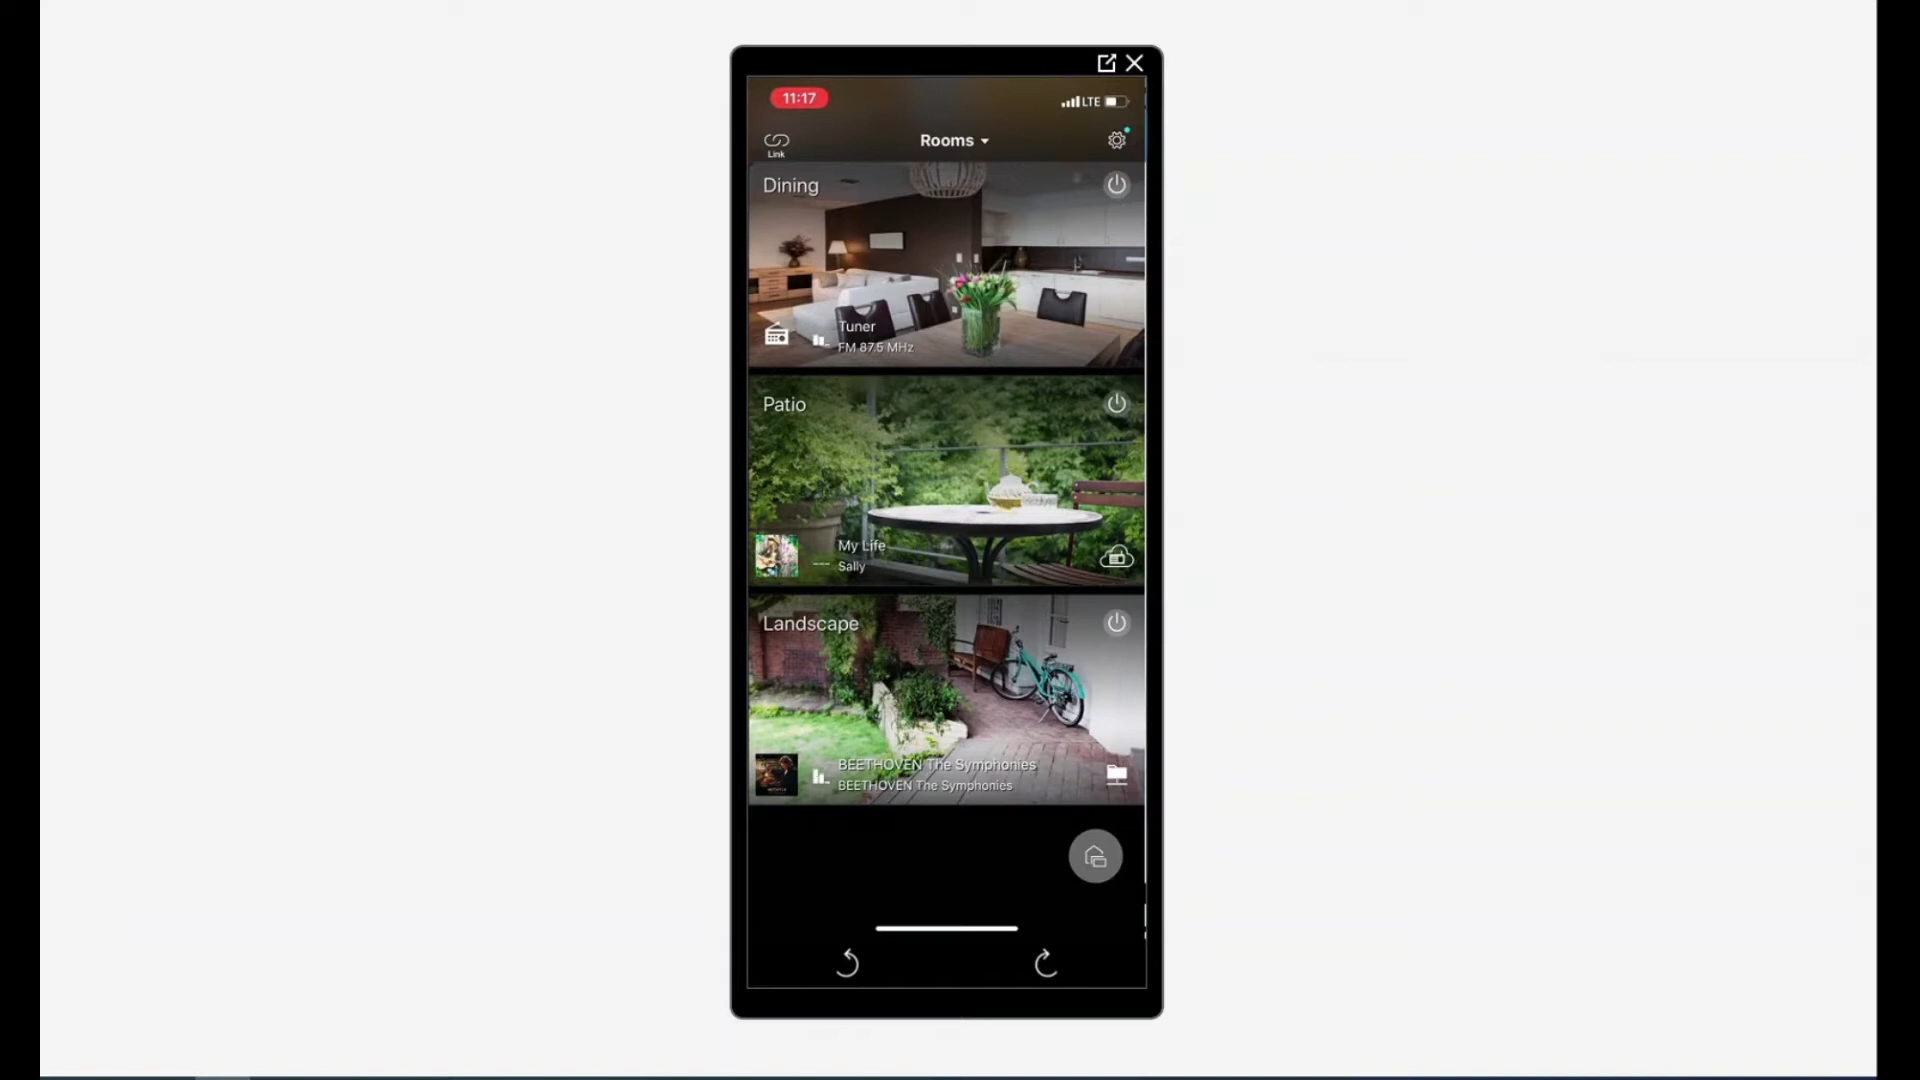 11:17
LTE
Link
Rooms
Dining
Tuner
FM 87.5 MHz
Patio
My Life
Sally
Landscape
BEETHOVEN The Symphonies
BEETHOVEN The Symphonies